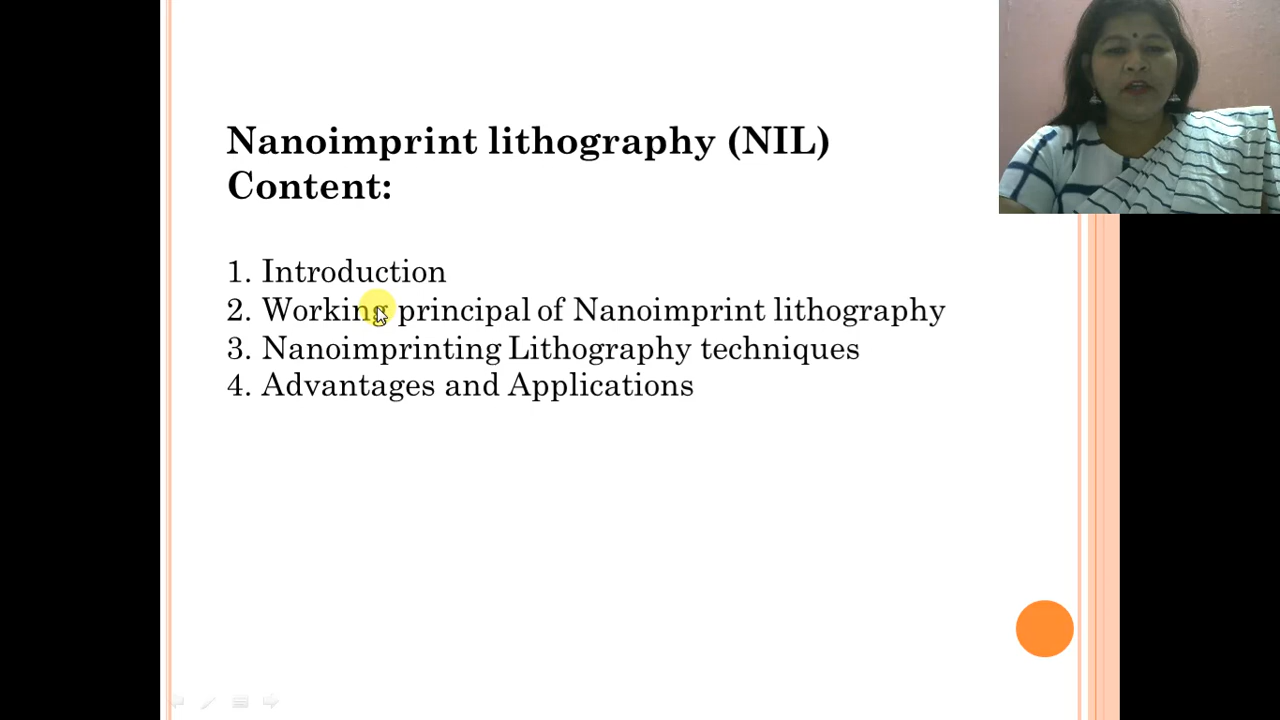 Nanoimprint lithography (NIL)
Content:
1. Introduction
2. Working principal of Nanoimprint lithography
3. Nanoimprinting Lithography techniques
4. Advantages and Applications